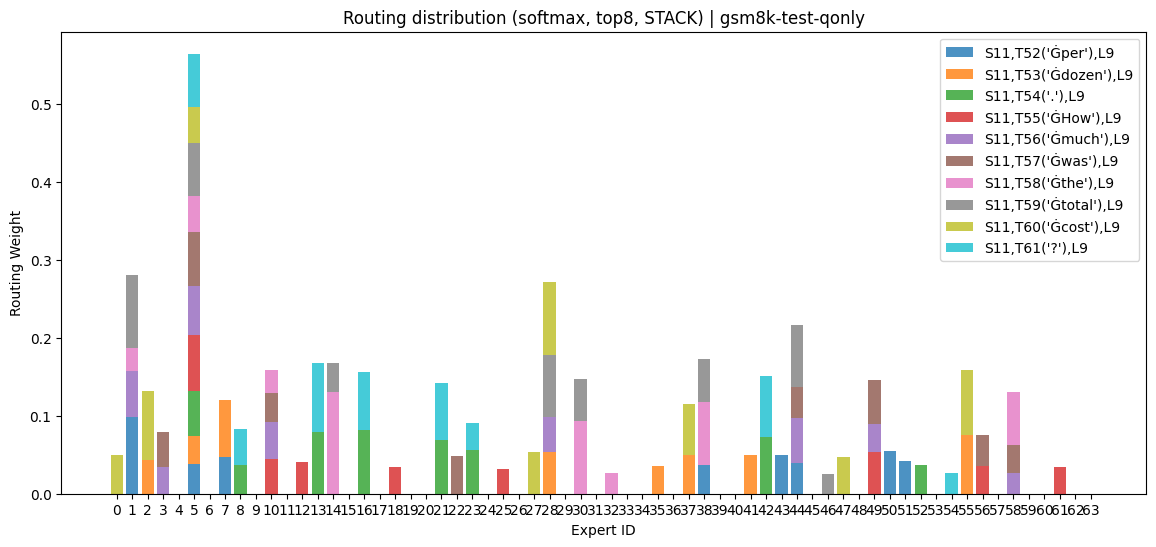 Routing distribution (softmax, top8, STACK) | gsm8k-test-qonly
Routing Weight
0.5
0.4
0.3
0.2
0.1
0.0
0 1 2 3 4 5 6 7 8 9 10 11 12 13 14 15 16 17 18 19 20 21 22 23 24 25 26 27 28 29 30 31 32 33 34 35 36 37 38 39 40 41 42 43 44 45 46 47 48 49 50 51 52 53 54 55 56 57 58 59 60 61 62 63
Expert ID
S11,T52('Ġper'),L9
S11,T53('Ġdozen'),L9
S11,T54('.'),L9
S11,T55('ĠHow'),L9
S11,T56('Ġmuch'),L9
S11,T57('Ġwas'),L9
S11,T58('Ġthe'),L9
S11,T59('Ġtotal'),L9
S11,T60('Ġcost'),L9
S11,T61('?'),L9